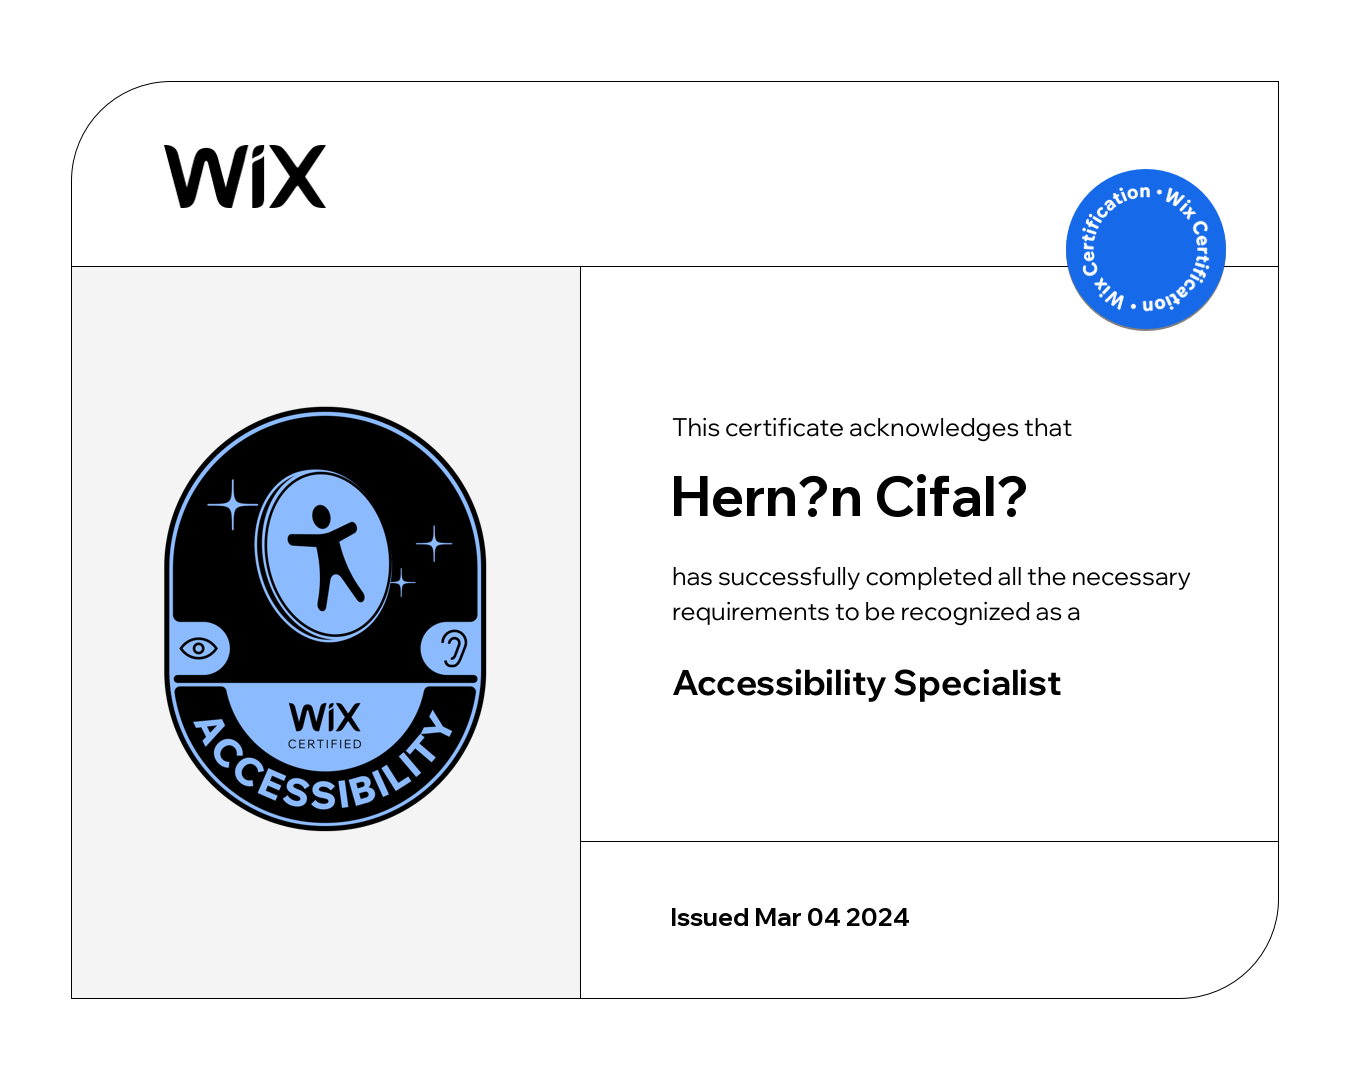 WiX
Wix Certification • Wix Certification •
This certificate acknowledges that
Hern?n Cifal?
has successfully completed all the necessary
requirements to be recognized as a
Accessibility Specialist
WiX
CERTIFIED
ACCESSIBILITY
Issued Mar 04 2024